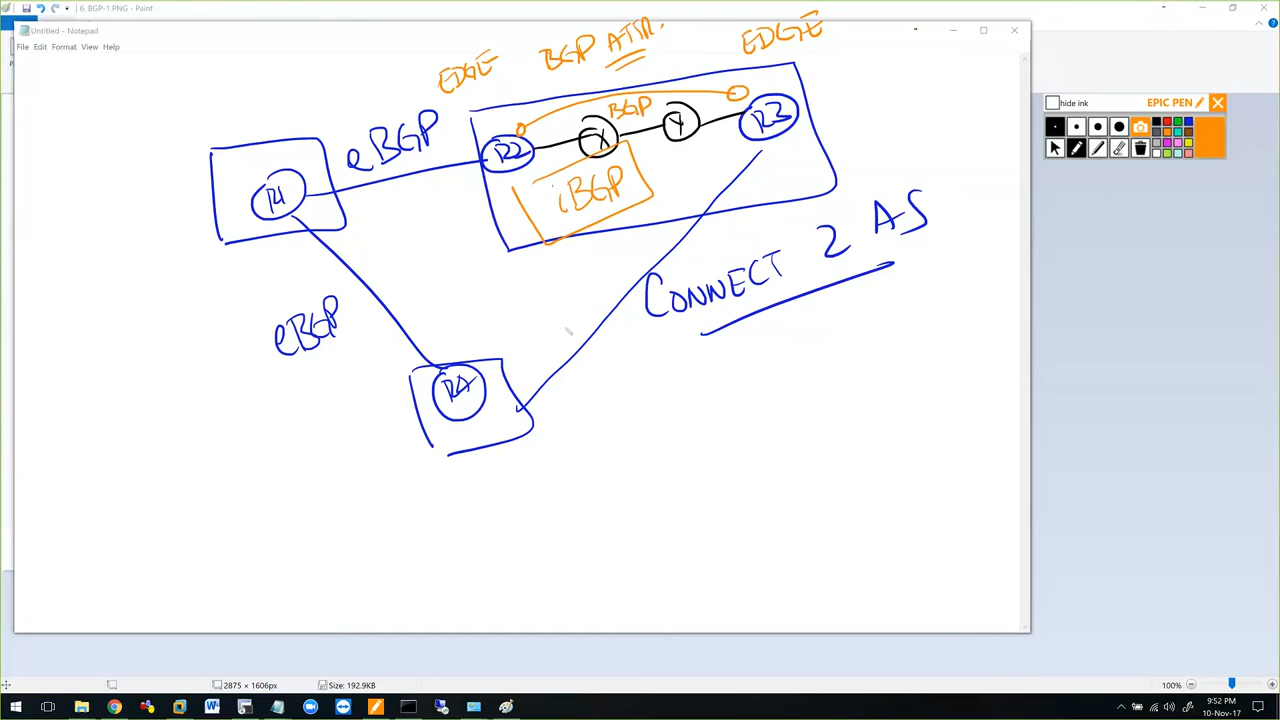 6. BGP-1.PNG - Paint
Untitled - Notepad
File Edit Format View Help
EDGE BGP ATTR. EDGE
hide ink EPIC PEN
eBGP
BGP
R2 X Y R3
R1
iBGP
CONNECT 2 AS
eBGP
R4
2875 × 1606px Size: 192.9KB 100%
9:52 PM
10-Nov-17